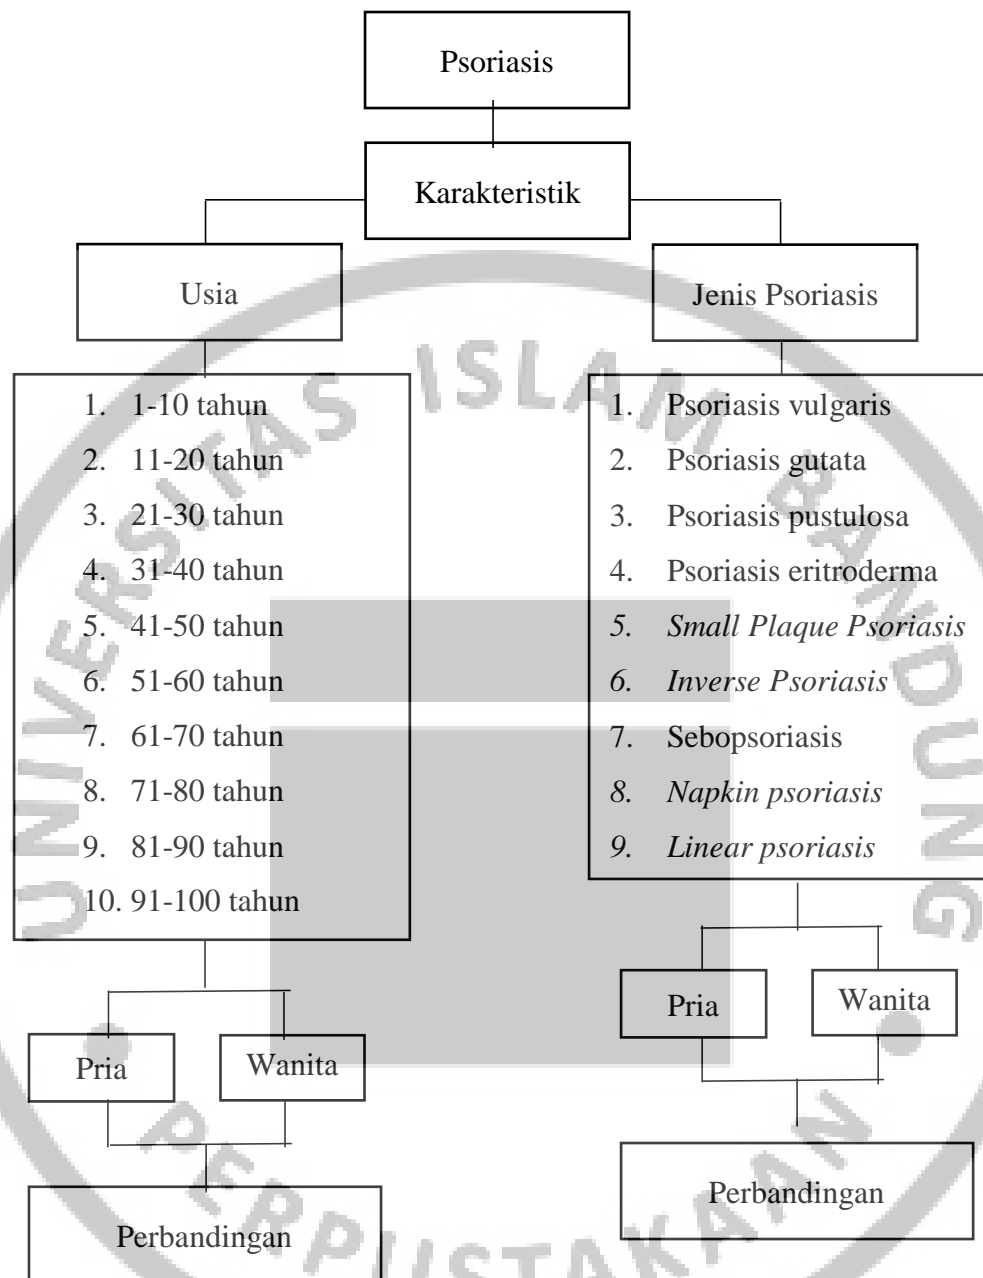 Psoriasis
Karakteristik
Usia
1. 1-10 tahun
2. 11-20 tahun
3. 21-30 tahun
4. 31-40 tahun
5. 41-50 tahun
6. 51-60 tahun
7. 61-70 tahun
8. 71-80 tahun
9. 81-90 tahun
10. 91-100 tahun
Pria
Wanita
Perbandingan
Jenis Psoriasis
1. Psoriasis vulgaris
2. Psoriasis gutata
3. Psoriasis pustulosa
4. Psoriasis eritroderma
5. Small Plaque Psoriasis
6. Inverse Psoriasis
7. Sebopsoriasis
8. Napkin psoriasis
9. Linear psoriasis
Pria
Wanita
Perbandingan
UNIVERSITAS ISLAM BANDUNG
PERPUSTAKAAN